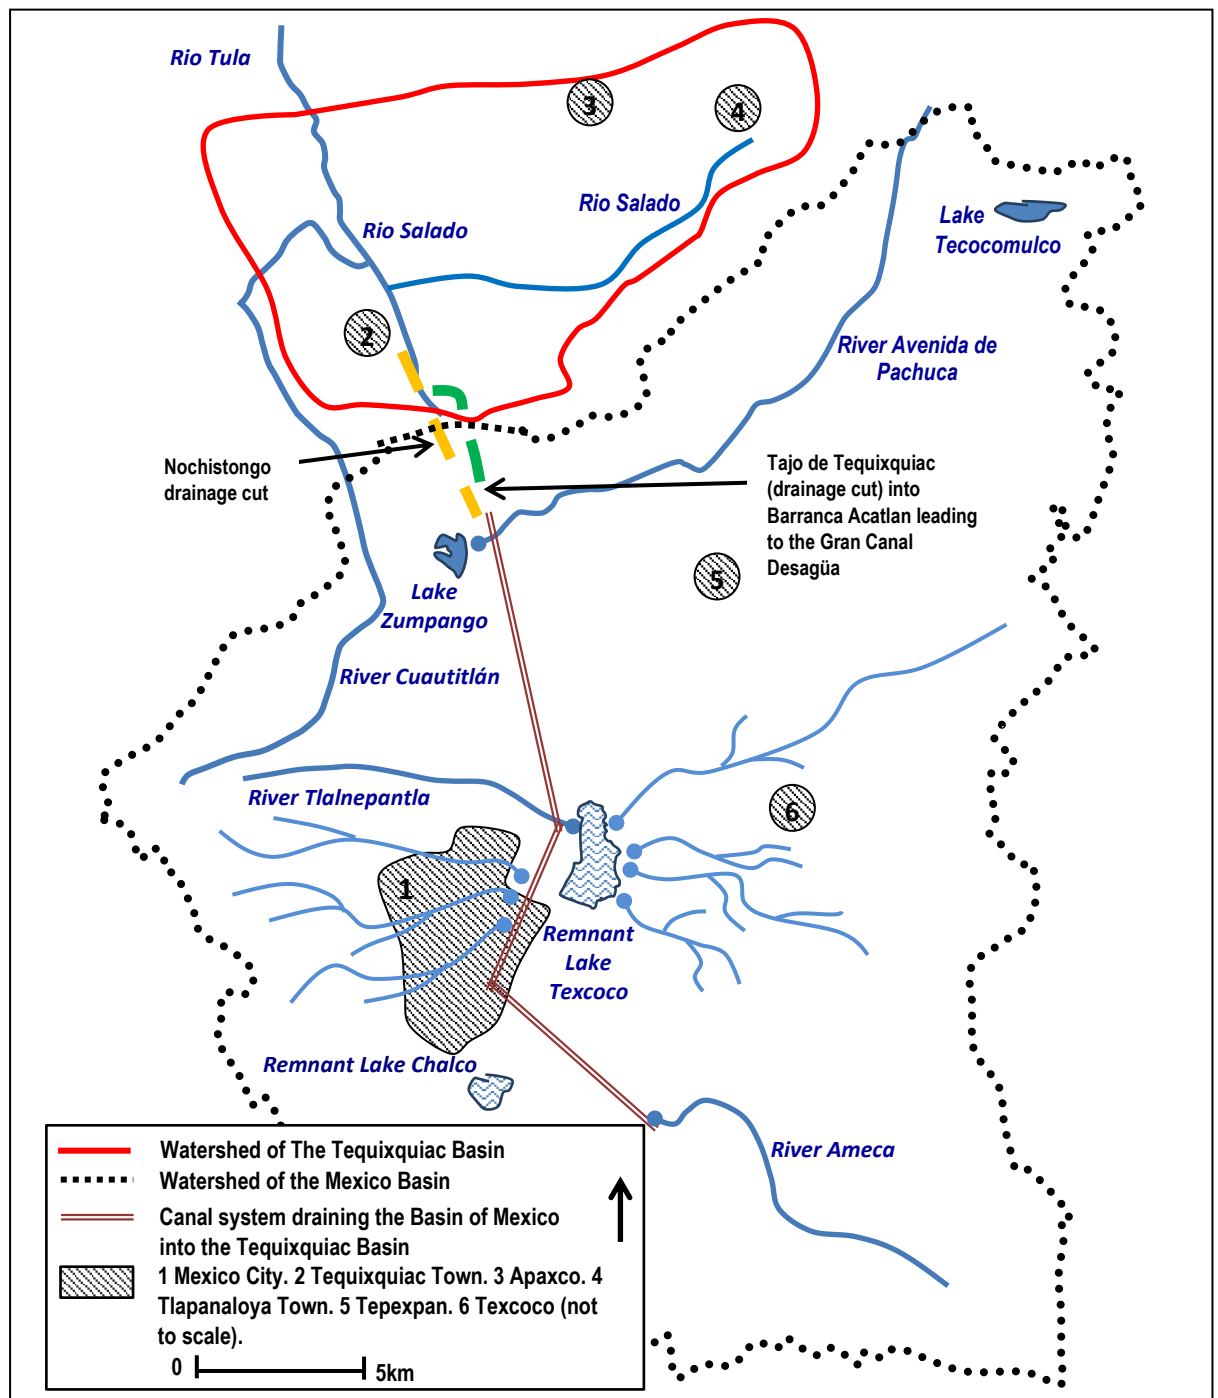 Rio Tula
3
4
Rio Salado
Rio Salado
Lake
Tecocomulco
2
River Avenida de
Pachuca
Nochistongo
drainage cut
Tajo de Tequixquiac
(drainage cut) into
Barranca Acatlan leading
to the Gran Canal
Desagüa
5
Lake
Zumpango
River Cuautitlán
River Tlalnepantla
6
1
Remnant
Lake
Texcoco
Remnant Lake Chalco
River Ameca
Watershed of The Tequixquiac Basin
Watershed of the Mexico Basin
Canal system draining the Basin of Mexico
into the Tequixquiac Basin
1 Mexico City. 2 Tequixquiac Town. 3 Apaxco. 4
Tlapanaloya Town. 5 Tepexpan. 6 Texcoco (not
to scale).
0 5km